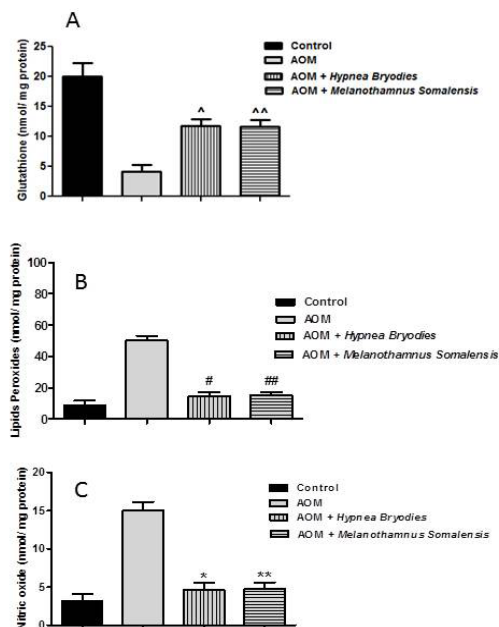 A
Glutathione (nmol/ mg protein)
25
20
15
10
5
0
^
^^
Control
AOM
AOM + Hypnea Bryodies
AOM + Melanothamnus Somalensis
B
Lipids Peroxides (nmol/ mg protein)
100
80
60
40
20
0
#
##
Control
AOM
AOM + Hypnea Bryodies
AOM + Melanothamnus Somalensis
C
Nitric oxide (nmol/ mg protein)
20
15
10
5
0
*
**
Control
AOM
AOM + Hypnea Bryodies
AOM + Melanothamnus Somalensis